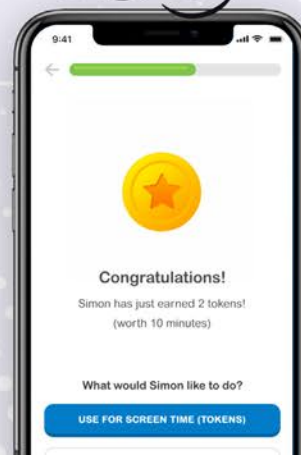 9:41
Congratulations!
Simon has just earned 2 tokens!
(worth 10 minutes)
What would Simon like to do?
USE FOR SCREEN TIME (TOKENS)